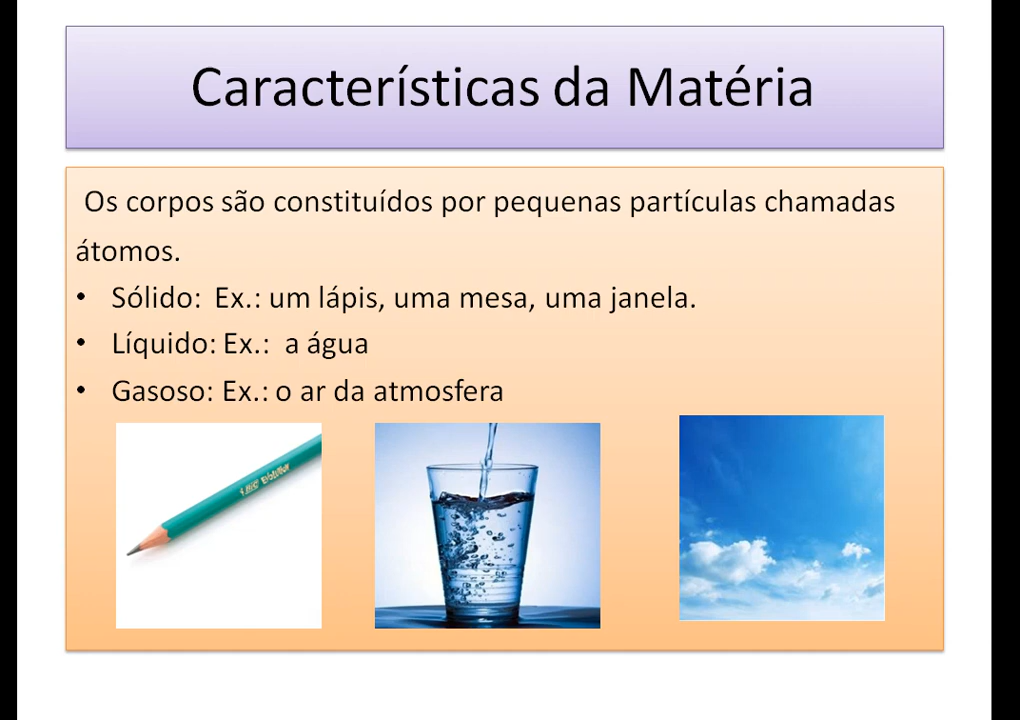 Características da Matéria
Os corpos são constituídos por pequenas partículas chamadas
átomos.
• Sólido: Ex.: um lápis, uma mesa, uma janela.
• Líquido: Ex.: a água
• Gasoso: Ex.: o ar da atmosfera